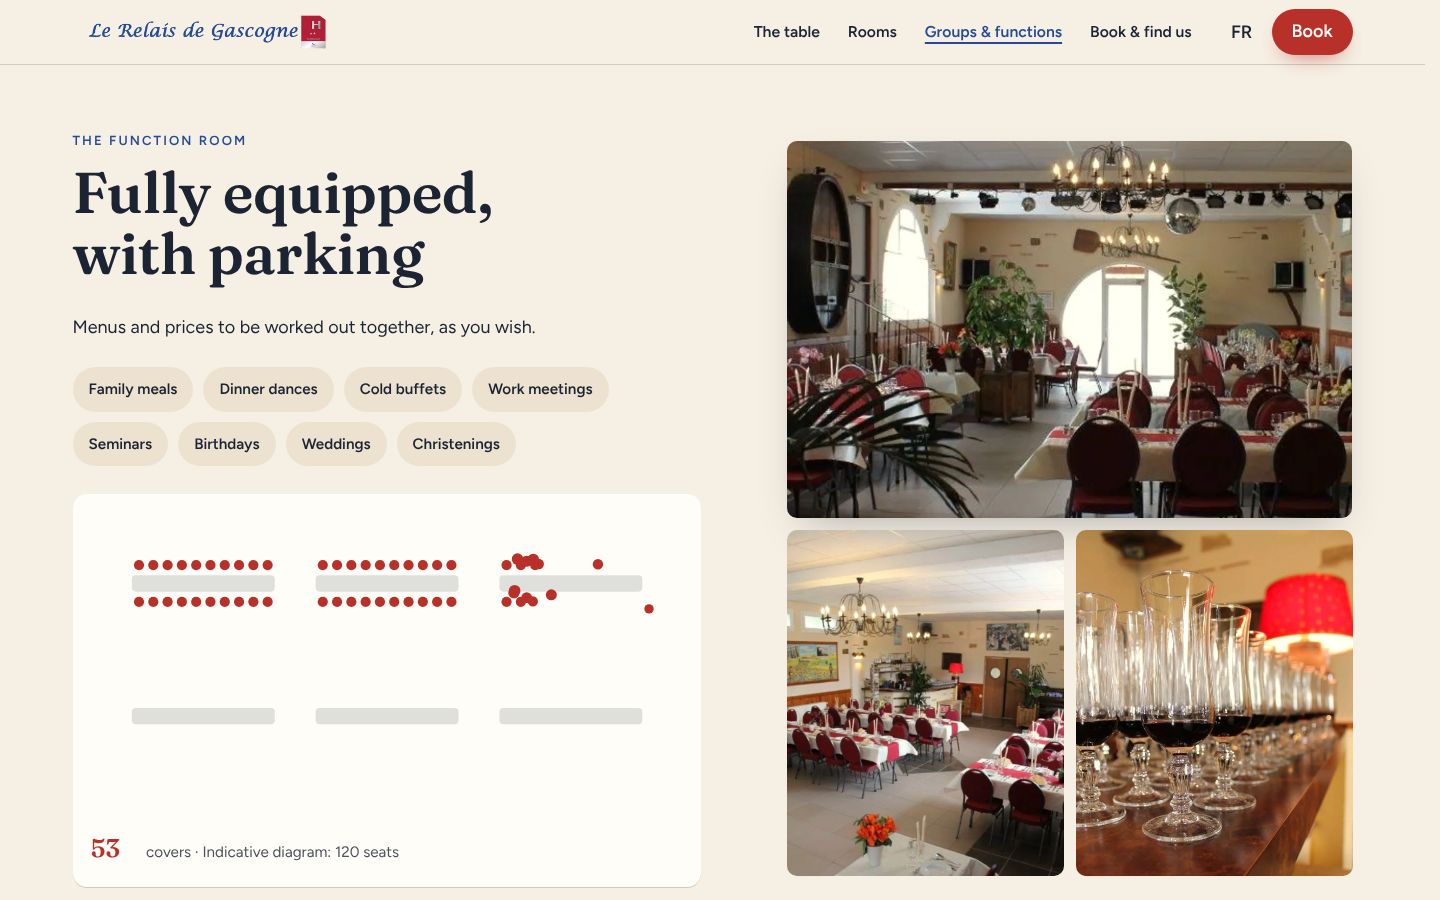 Le Relais de Gascogne
H
The table
Rooms
Groups & functions
Book & find us
FR
Book
THE FUNCTION ROOM
Fully equipped,
with parking
Menus and prices to be worked out together, as you wish.
Family meals
Dinner dances
Cold buffets
Work meetings
Seminars
Birthdays
Weddings
Christenings
53
covers · Indicative diagram: 120 seats